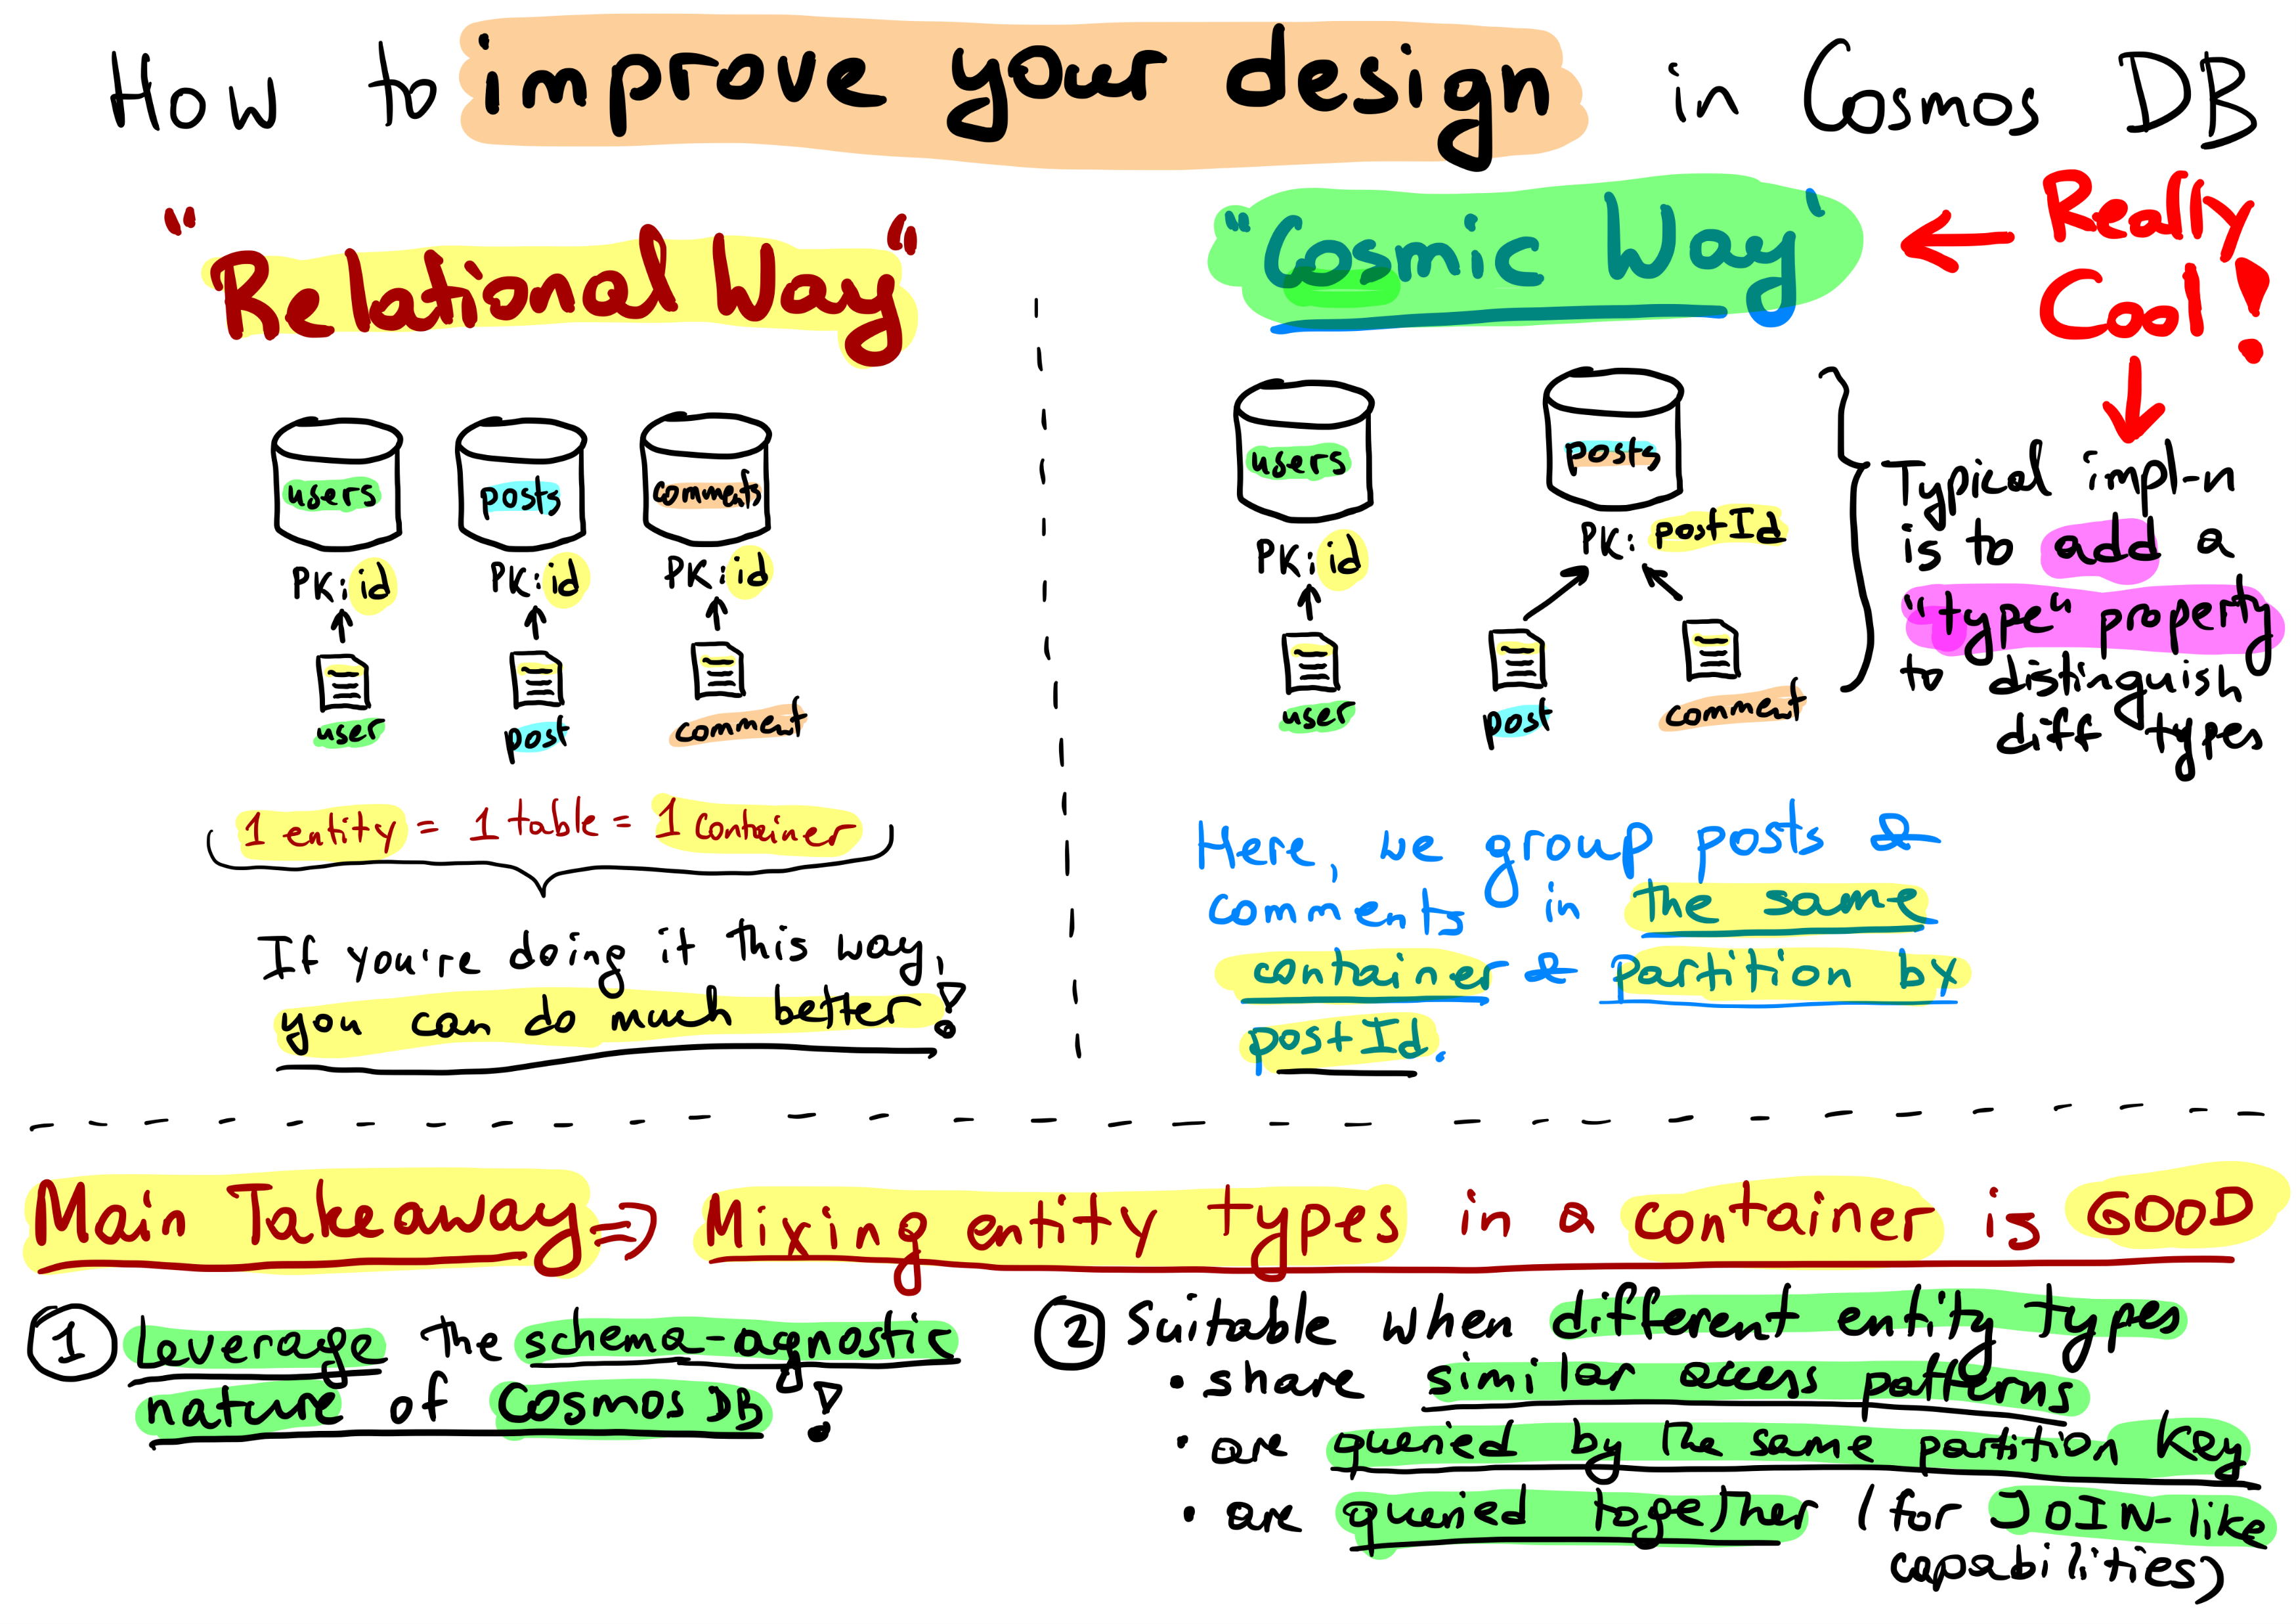 How to improve your design in Cosmos DB
"Relational Way"
users
posts
comments
PK: id
PK: id
PK: id
user
post
comment
1 entity = 1 table = 1 container
If you're doing it this way,
you can do much better!
"Cosmic Way"
Really
Cool!
users
posts
PK: id
PK: postId
user
post
comment
Typical impl-n
is to add a
"type" property
to distinguish
diff types
Here, we group posts &
comments in the same
container & partition by
postId.
Main Takeaway => Mixing entity types in a container is GOOD
1 Leverage the schema-agnostic
nature of Cosmos DB!
2 Suitable when different entity types
• share similar access patterns
• are queried by the same partition key
• are queried together (for JOIN-like
capabilities)